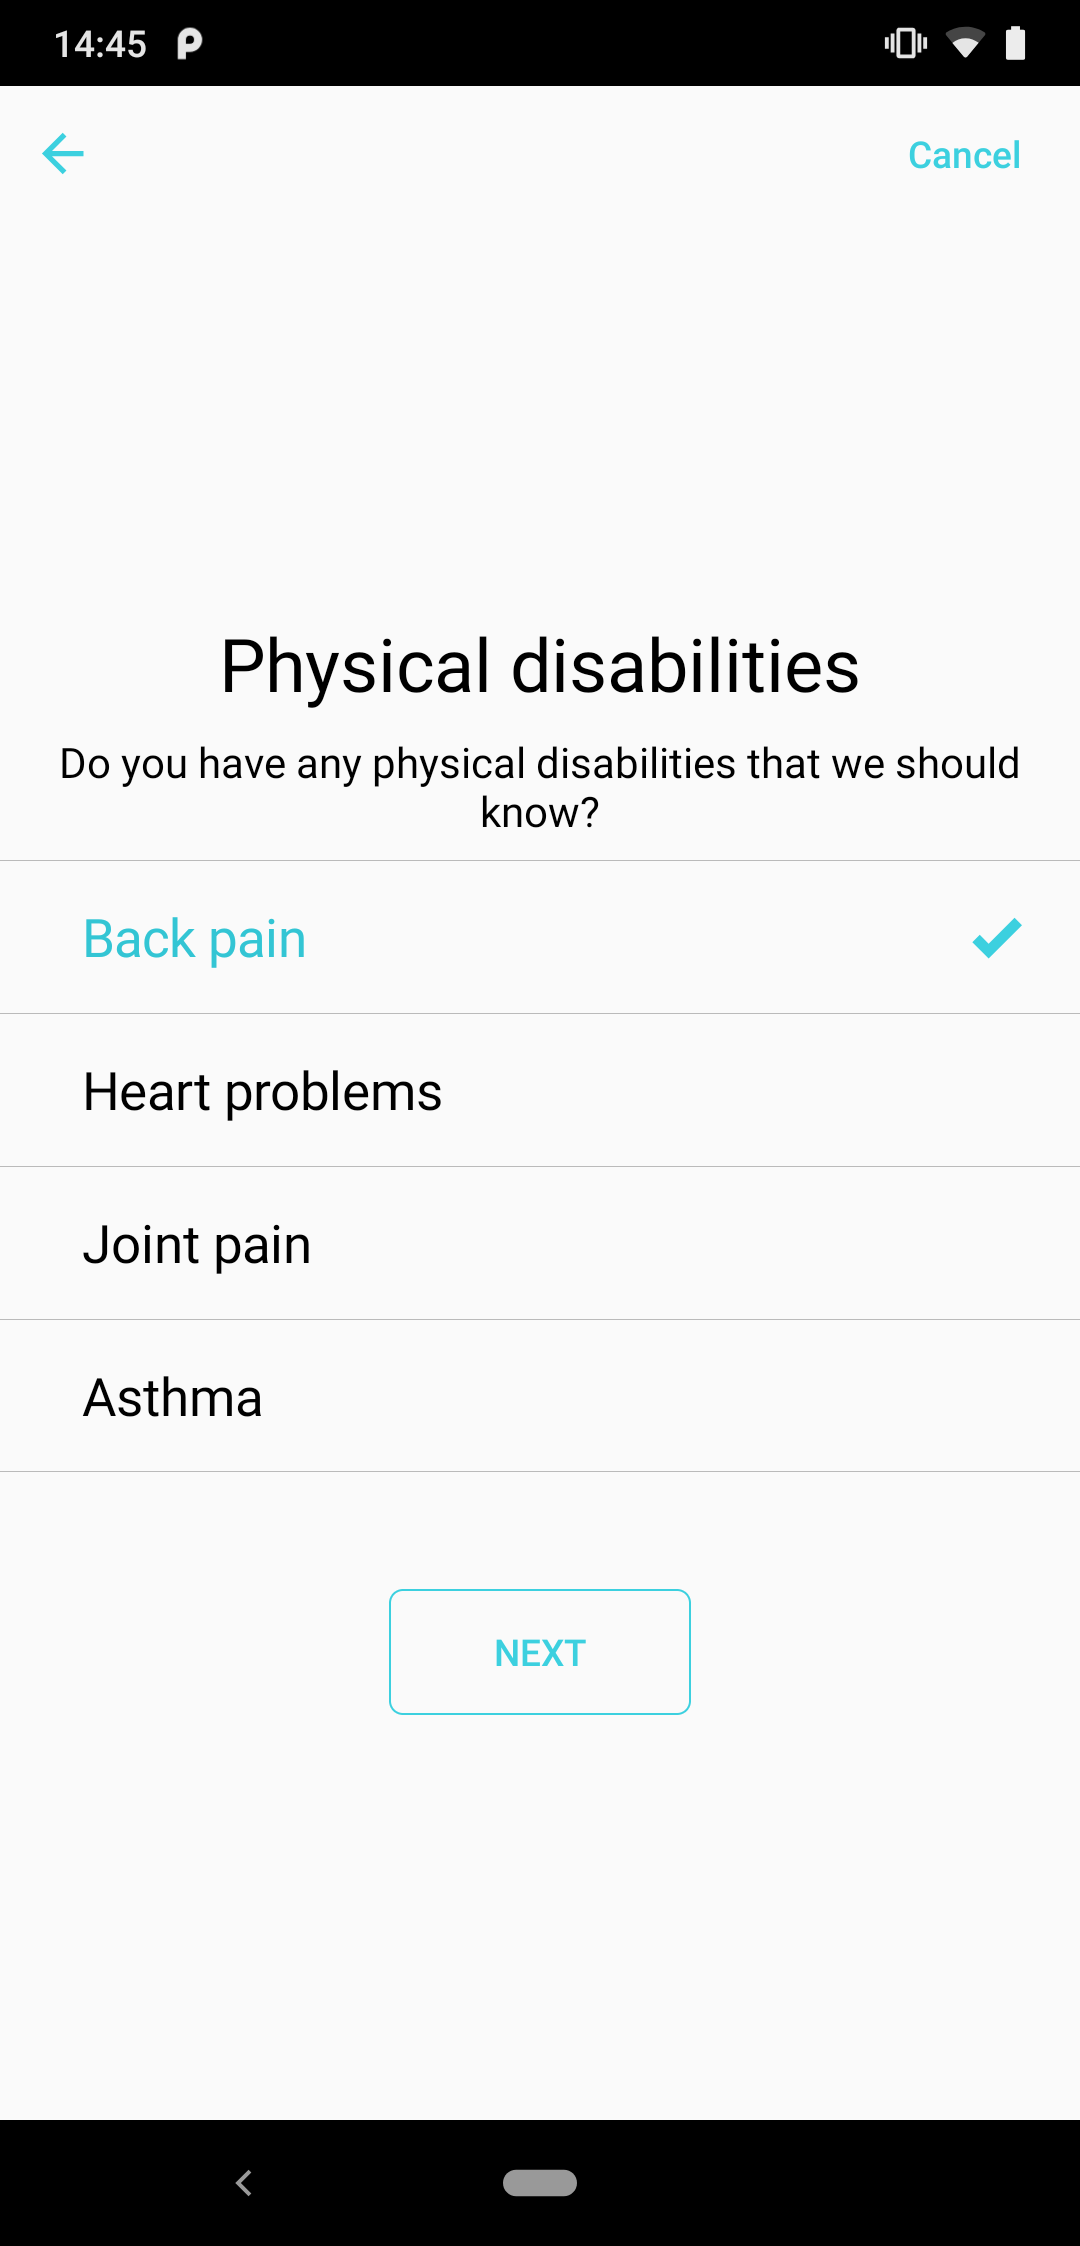 14:45
Cancel
Physical disabilities
Do you have any physical disabilities that we should
know?
Back pain
Heart problems
Joint pain
Asthma
NEXT